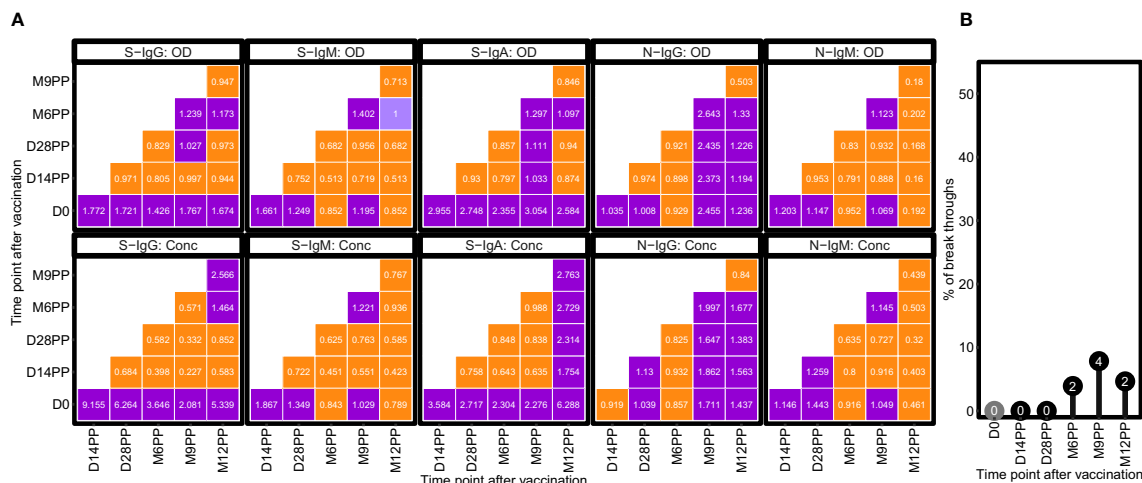 A
B
S−IgG: OD S−IgM: OD S−IgA: OD N−IgG: OD N−IgM: OD
M9PP 0.947 0.713 0.846 0.503 0.18
M6PP 1.239 1.173 1.402 1 1.297 1.097 2.643 1.33 1.123 0.202
D28PP 0.829 1.027 0.973 0.682 0.956 0.682 0.857 1.111 0.94 0.921 2.435 1.226 0.83 0.932 0.168
D14PP 0.971 0.805 0.997 0.944 0.752 0.513 0.719 0.513 0.93 0.797 1.033 0.874 0.974 0.898 2.373 1.194 0.953 0.791 0.888 0.16
D0 1.772 1.721 1.426 1.767 1.674 1.661 1.249 0.852 1.195 0.852 2.955 2.748 2.355 3.054 2.584 1.035 1.008 0.929 2.455 1.236 1.203 1.147 0.952 1.069 0.192
S−IgG: Conc S−IgM: Conc S−IgA: Conc N−IgG: Conc N−IgM: Conc
M9PP 2.566 0.767 2.763 0.84 0.439
M6PP 0.571 1.464 1.221 0.936 0.988 2.729 1.997 1.677 1.145 0.503
D28PP 0.582 0.332 0.852 0.625 0.763 0.585 0.648 0.838 2.314 0.825 1.647 1.383 0.635 0.727 0.32
D14PP 0.684 0.398 0.227 0.583 0.722 0.451 0.551 0.423 0.758 0.643 0.635 1.754 1.13 0.932 1.862 1.563 1.259 0.8 0.916 0.403
D0 9.155 6.264 3.646 2.081 5.339 1.867 1.349 0.843 1.029 0.789 3.584 2.717 2.304 2.276 6.288 0.919 1.039 0.857 1.711 1.437 1.146 1.443 0.916 1.049 0.461
D14PP D28PP M6PP M9PP M12PP D14PP D28PP M6PP M9PP M12PP D14PP D28PP M6PP M9PP M12PP D14PP D28PP M6PP M9PP M12PP D14PP D28PP M6PP M9PP M12PP
Time point after vaccination
Time point after vaccination
% of break throughs
50
40
30
20
10
0
0 0 0 2 4 2
D0 D14PP D28PP M6PP M9PP M12PP
Time point after vaccination